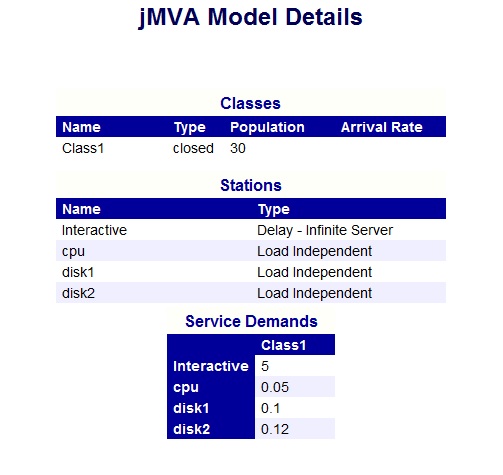 jMVA Model Details
Classes
Name Type Population Arrival Rate
Class1 closed 30
Stations
Name Type
Interactive Delay - Infinite Server
cpu Load Independent
disk1 Load Independent
disk2 Load Independent
Service Demands
Class1
Interactive 5
cpu 0.05
disk1 0.1
disk2 0.12